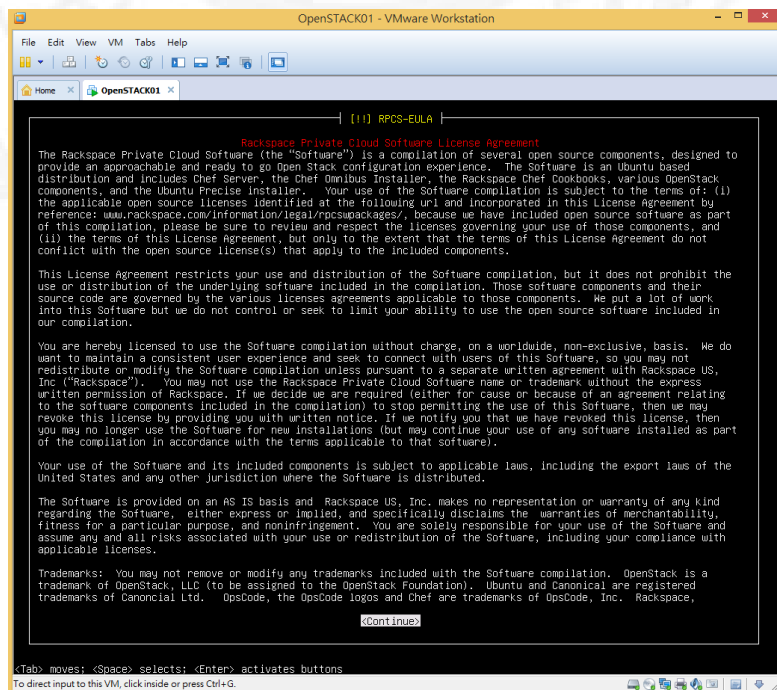 OpenSTACK01 - VMware Workstation
File Edit View VM Tabs Help
Home OpenSTACK01
[!!] RPCS-EULA
Rackspace Private Cloud Software License Agreement
The Rackspace Private Cloud Software (the “Software”) is a compilation of several open source components, designed to
provide an approachable and ready to go Open Stack configuration experience. The Software is an Ubuntu based
distribution and includes Chef Server, the Chef Omnibus Installer, the Rackspace Chef Cookbooks, various OpenStack
components, and the Ubuntu Precise installer. Your use of the Software compilation is subject to the terms of: (i)
the applicable open source licenses identified at the following url and incorporated in this License Agreement by
reference: www.rackspace.com/information/legal/rpcswpackages/, because we have included open source software as part
of this compilation, please be sure to review and respect the licenses governing your use of those components, and
(ii) the terms of this License Agreement, but only to the extent that the terms of this License Agreement do not
conflict with the open source license(s) that apply to the included components.
This License Agreement restricts your use and distribution of the Software compilation, but it does not prohibit the
use or distribution of the underlying software included in the compilation. Those software components and their
source code are governed by the various licenses agreements applicable to those components. We put a lot of work
into this Software but we do not control or seek to limit your ability to use the open source software included in
our compilation.
You are hereby licensed to use the Software compilation without charge, on a worldwide, non-exclusive, basis. We do
want to maintain a consistent user experience and seek to connect with users of this Software, so you may not
redistribute or modify the Software compilation unless pursuant to a separate written agreement with Rackspace US,
Inc (“Rackspace”). You may not use the Rackspace Private Cloud Software name or trademark without the express
written permission of Rackspace. If we decide we are required (either for cause or because of an agreement relating
to the software components included in the compilation) to stop permitting the use of this Software, then we may
revoke this license by providing you with written notice. If we notify you that we have revoked this license, then
you may no longer use the Software for new installations (but may continue your use of any software installed as part
of the compilation in accordance with the terms applicable to that software).
Your use of the Software and its included components is subject to applicable laws, including the export laws of the
United States and any other jurisdiction where the Software is distributed.
The Software is provided on an AS IS basis and Rackspace US, Inc. makes no representation or warranty of any kind
regarding the Software, either express or implied, and specifically disclaims the warranties of merchantability,
fitness for a particular purpose, and noninfringement. You are solely responsible for your use of the Software and
assume any and all risks associated with your use or redistribution of the Software, including your compliance with
applicable licenses.
Trademarks: You may not remove or modify any trademarks included with the Software compilation. OpenStack is a
trademark of OpenStack, LLC (to be assigned to the OpenStack Foundation). Ubuntu and Canonical are registered
trademarks of Canoncial Ltd. OpsCode, the OpsCode logos and Chef are trademarks of OpsCode, Inc. Rackspace,
<Continue>
<Tab> moves; <Space> selects; <Enter> activates buttons
To direct input to this VM, click inside or press Ctrl+G.